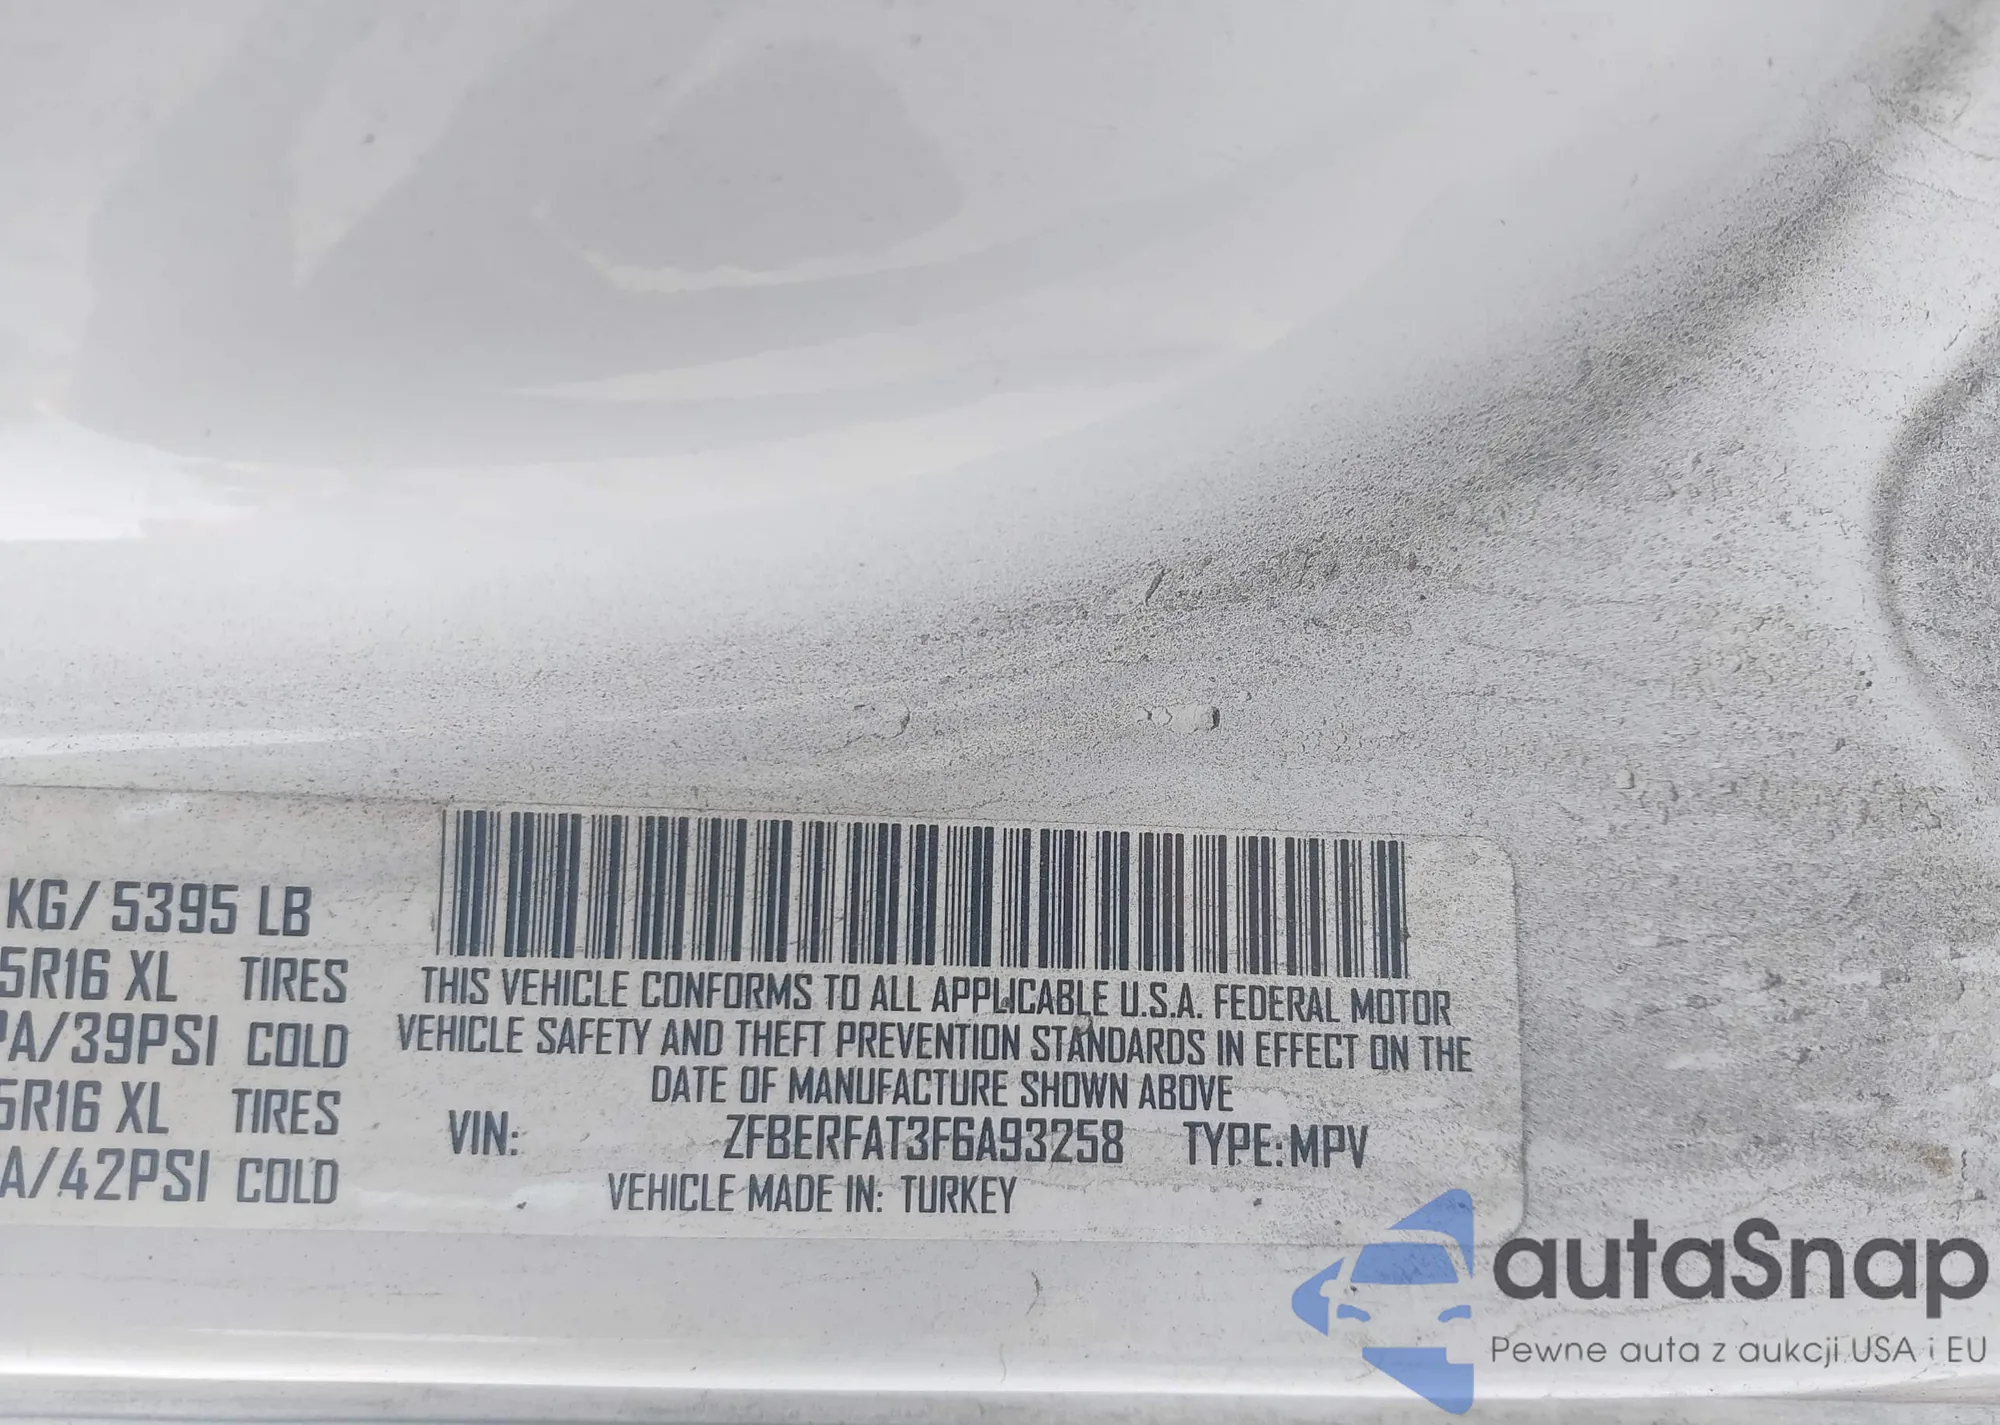 KG/ 5395 LB
5R16 XL TIRES
PA/39PSI COLD
5R16 XL TIRES
A/42PSI COLD
THIS VEHICLE CONFORMS TO ALL APPLICABLE U.S.A. FEDERAL MOTOR
VEHICLE SAFETY AND THEFT PREVENTION STANDARDS IN EFFECT ON THE
DATE OF MANUFACTURE SHOWN ABOVE
VIN: ZFBERFAT3F6A93258 TYPE:MPV
VEHICLE MADE IN: TURKEY
autaSnap
Pewne auta z aukcji USA i EU